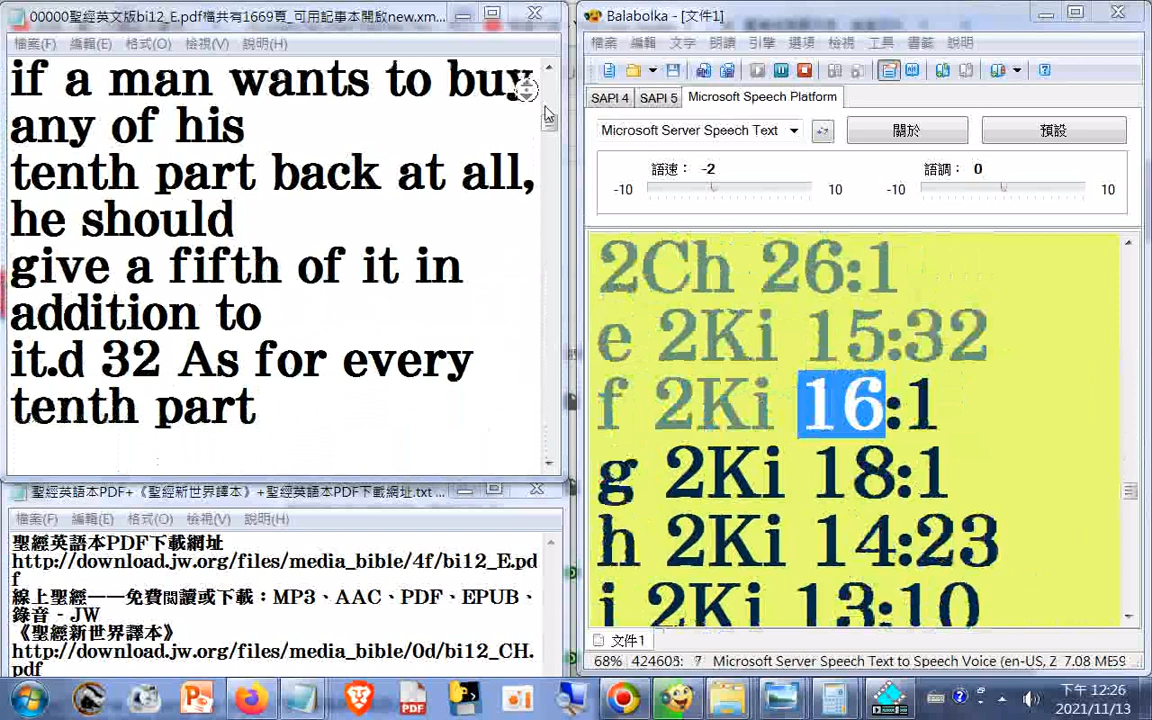 00000聖經英文版bi12_E.pdf檔共有1669頁_可用記事本開啟new.xm...
檔案(F) 編輯(E) 格式(O) 檢視(V) 說明(H)
if a man wants to buy
any of his
tenth part back at all,
he should
give a fifth of it in
addition to
it.d 32 As for every
tenth part
聖經英語本PDF+《聖經新世界譯本》+聖經英語本PDF下載網址.txt ...
檔案(F) 編輯(E) 格式(O) 檢視(V) 說明(H)
聖經英語本PDF下載網址
http://download.jw.org/files/media_bible/4f/bi12_E.pd
f
線上聖經——免費閱讀或下載：MP3、AAC、PDF、EPUB、
錄音 - JW
《聖經新世界譯本》
http://download.jw.org/files/media_bible/0d/bi12_CH.
pdf
Balabolka - [文件1]
檔案 編輯 文字 朗讀 引擎 選項 檢視 工具 書籤 說明
SAPI 4 SAPI 5 Microsoft Speech Platform
Microsoft Server Speech Text 關於 預設
語速： -2 語調： 0
-10 10 -10 10
2Ch 26:1
e 2Ki 15:32
f 2Ki 16:1
g 2Ki 18:1
h 2Ki 14:23
i 2Ki 13:10
文件1
68% Microsoft Server Speech Text to Speech Voice (en-US, Z 7.08 ME
下午 12:26
2021/11/13